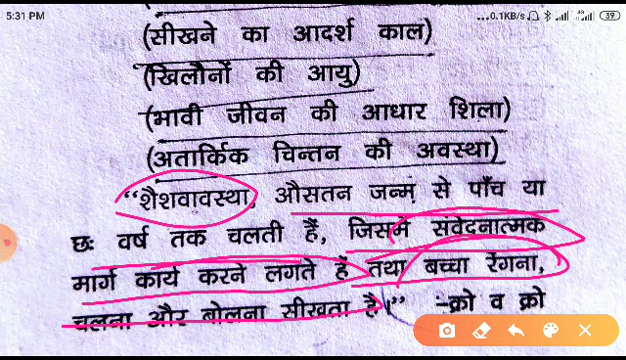 5:31 PM
...0.1KB/s 39
(सीखने का आदर्श काल)
(खिलौनों की आयु)
(भावी जीवन की आधार शिला)
(अतार्किक चिन्तन की अवस्था)
“शैशवावस्था, औसतन जन्म से पाँच या
छः वर्ष तक चलती हैं, जिसमें संवेदनात्मक
मार्ग कार्य करने लगते हैं तथा बच्चा रेंगना,
चलना और बोलना सीखता है।” -क्रो व क्रो